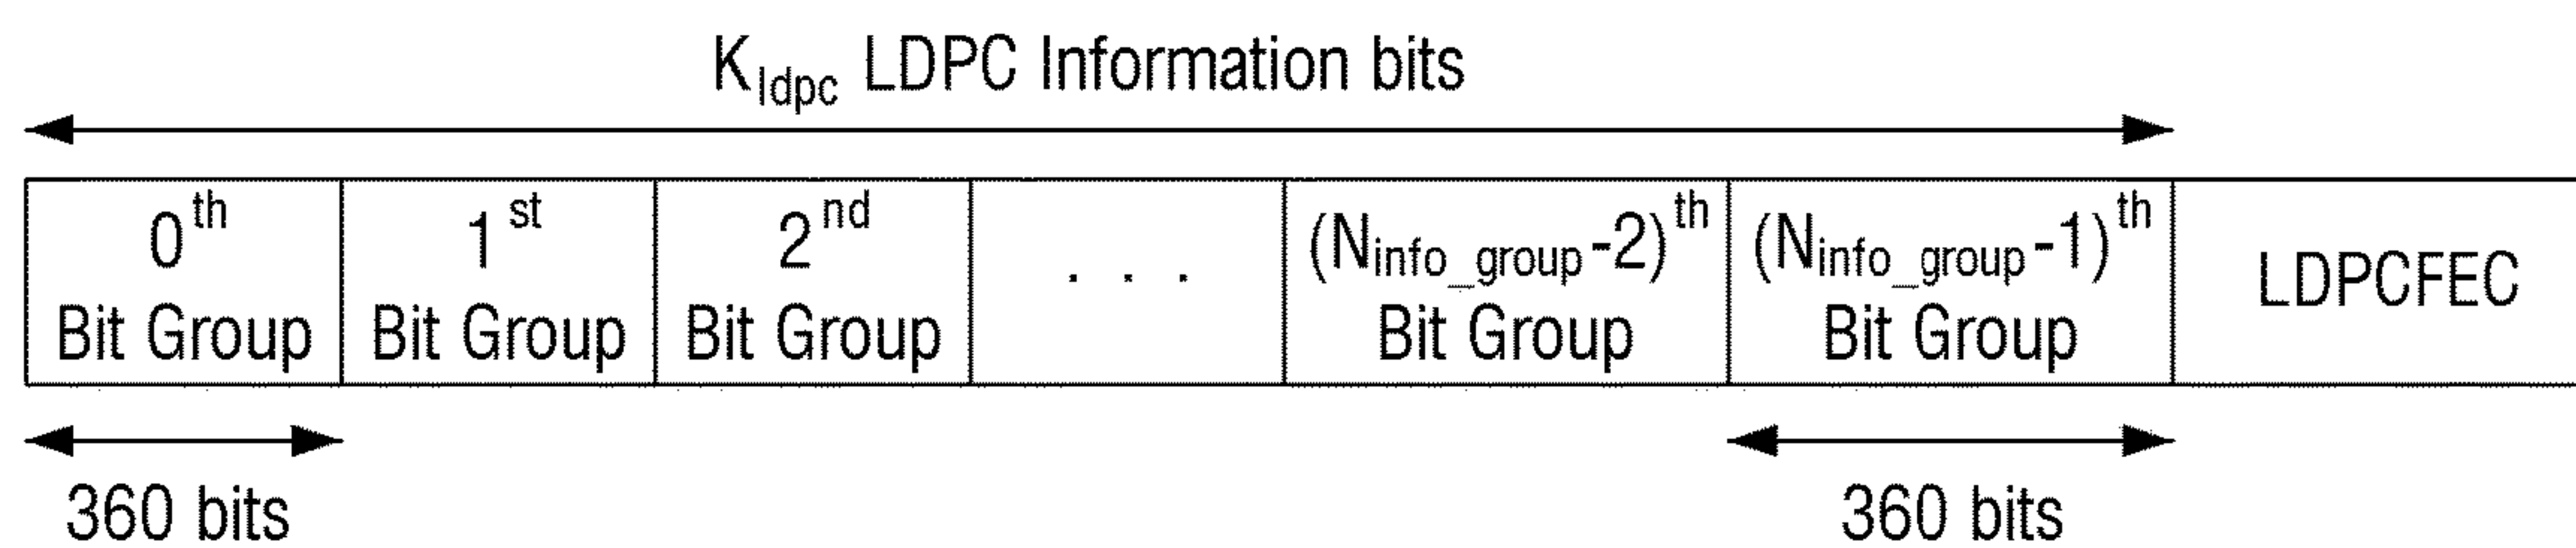 K_ldpc LDPC Information bits
0th Bit Group
1st Bit Group
2nd Bit Group
. . .
(N_info_group-2)th Bit Group
(N_info_group-1)th Bit Group
LDPCFEC
360 bits
360 bits